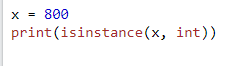 x = 800
print(isinstance(x, int))